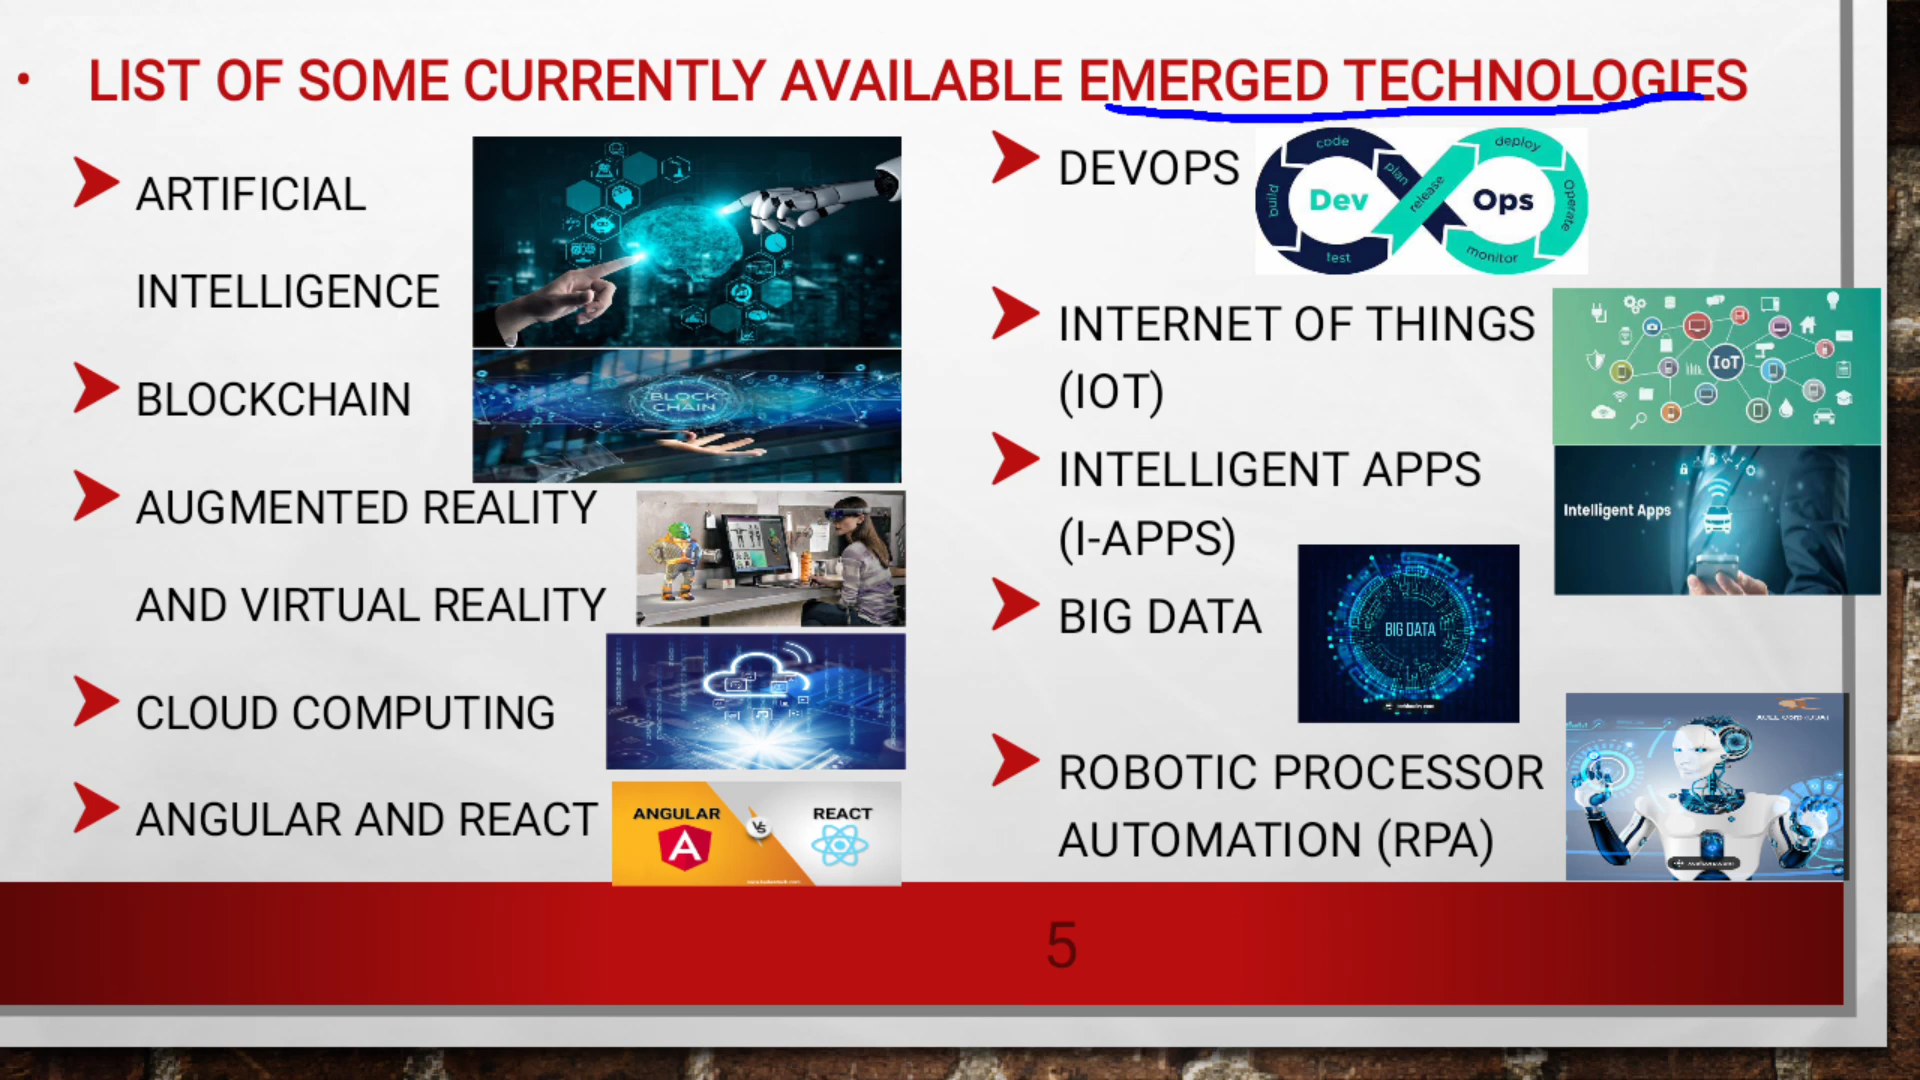 • LIST OF SOME CURRENTLY AVAILABLE EMERGED TECHNOLOGIES
ARTIFICIAL
INTELLIGENCE
BLOCKCHAIN
BLOCK
CHAIN
AUGMENTED REALITY
AND VIRTUAL REALITY
CLOUD COMPUTING
ANGULAR AND REACT
ANGULAR
VS
REACT
A
DEVOPS
code
plan
build
test
Dev
release
deploy
Operate
monitor
Ops
INTERNET OF THINGS
(IOT)
IoT
INTELLIGENT APPS
(I-APPS)
Intelligent Apps
BIG DATA
BIG DATA
ROBOTIC PROCESSOR
AUTOMATION (RPA)
5